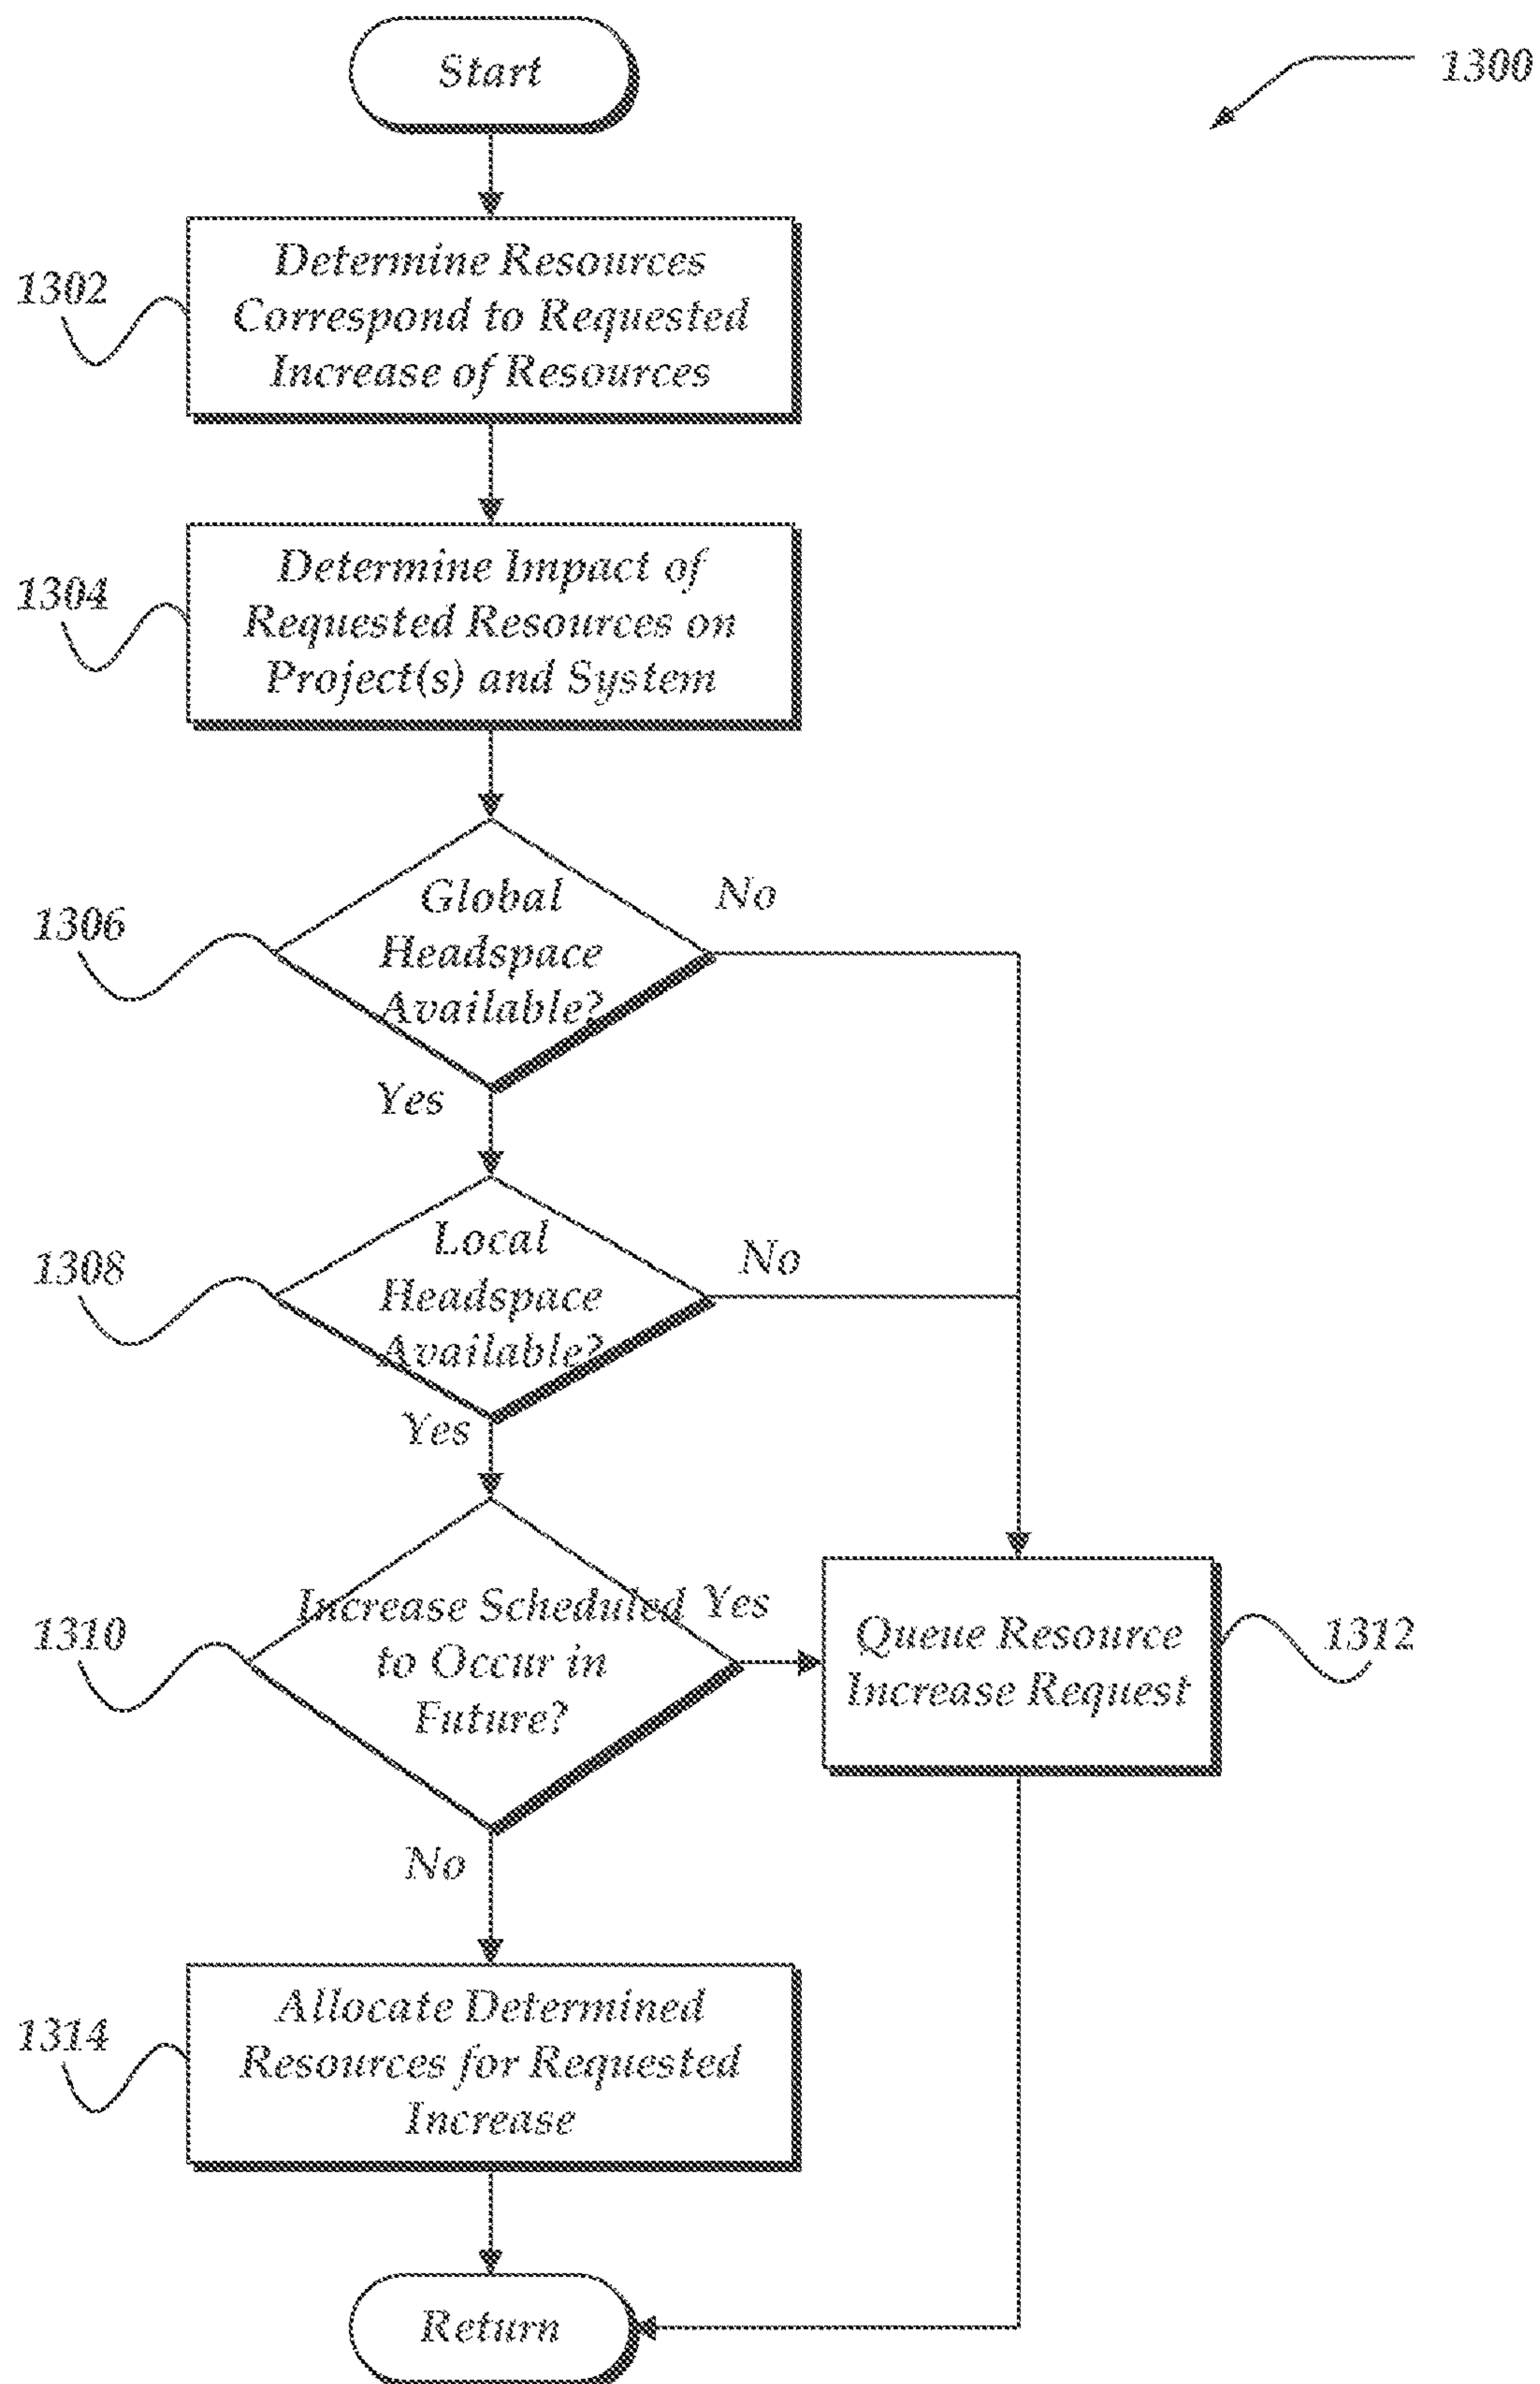 Start
1300
1302
Determine Resources
Correspond to Requested
Increase of Resources
1304
Determine Impact of
Requested Resources on
Project(s) and System
1306
Global
Headspace
Available?
No
Yes
1308
Local
Headspace
Available?
No
Yes
1310
Increase Scheduled
to Occur in
Future?
Yes
Queue Resource
Increase Request
1312
No
1314
Allocate Determined
Resources for Requested
Increase
Return